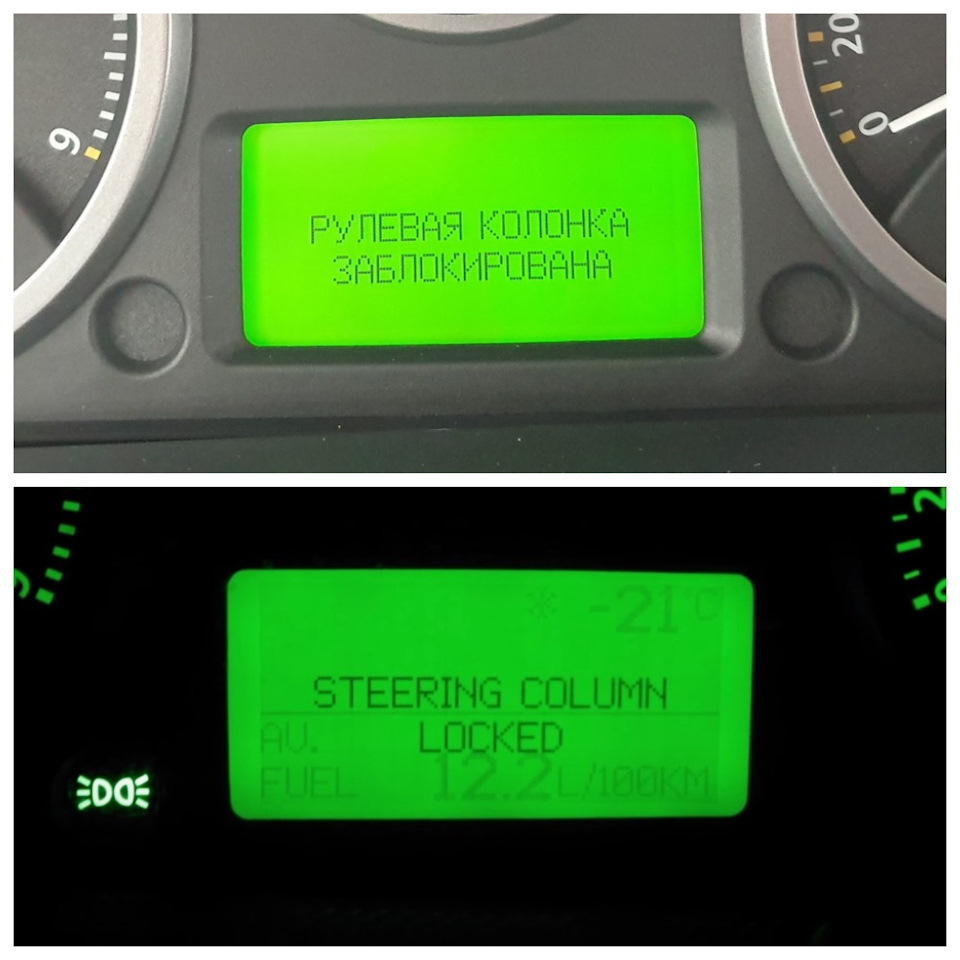 9
20
0
РУЛЕВАЯ КОЛОНКА
ЗАБЛОКИРОВАНА
-21°C
STEERING COLUMN
AV. LOCKED
FUEL 12.2L/100KM